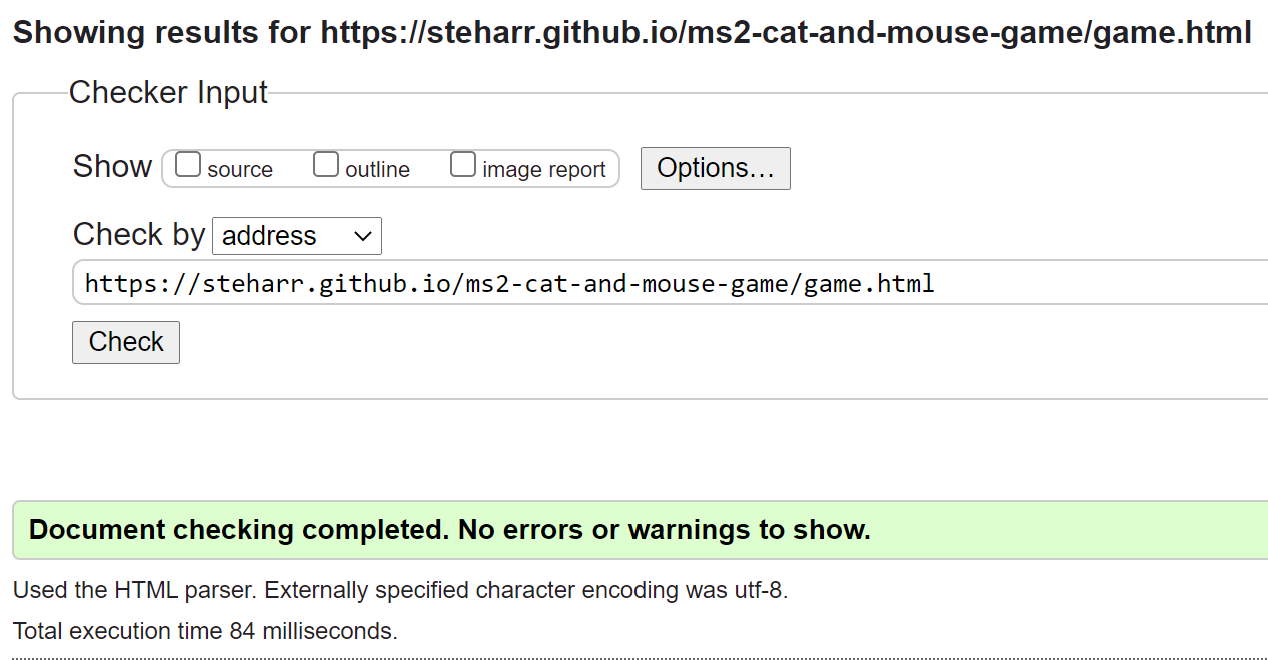 Showing results for https://steharr.github.io/ms2-cat-and-mouse-game/game.html
Checker Input
Show source outline image report Options…
Check by address
https://steharr.github.io/ms2-cat-and-mouse-game/game.html
Check
Document checking completed. No errors or warnings to show.
Used the HTML parser. Externally specified character encoding was utf-8.
Total execution time 84 milliseconds.